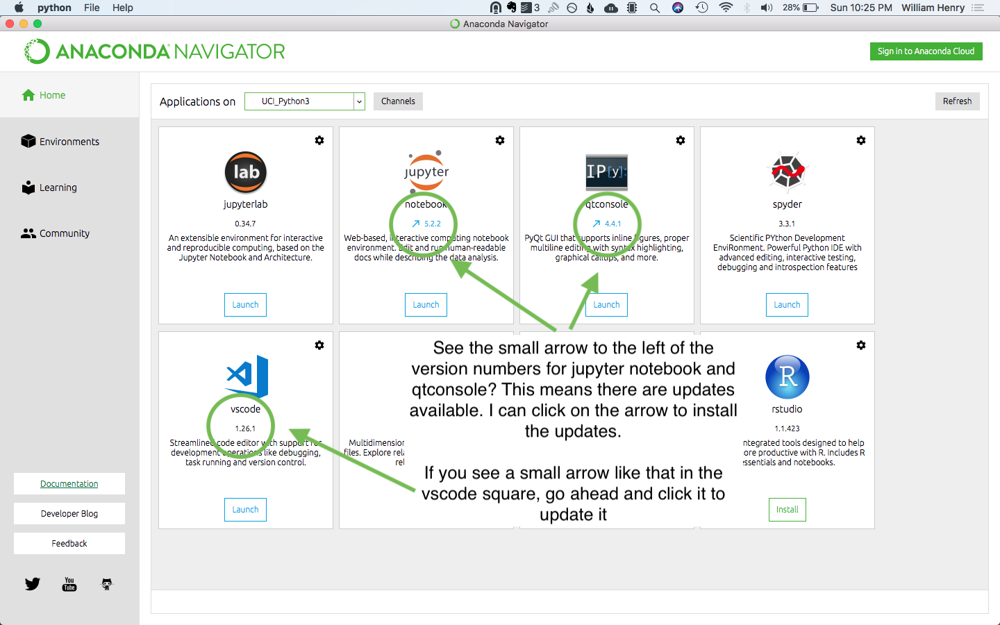 python File Help
3 28% Sun 10:25 PM William Henry
Anaconda Navigator
ANACONDA NAVIGATOR
Sign in to Anaconda Cloud
Home
Environments
Learning
Community
Documentation
Developer Blog
Feedback
You
Tube
Applications on UCI_Python3 Channels Refresh
lab
jupyterlab
0.34.7
An extensible environment for interactive
and reproducible computing, based on the
Jupyter Notebook and Architecture.
Launch
jupyter
notebook
5.2.2
Web-based, interactive computing notebook
environment. Edit and run human-readable
docs while describing the data analysis.
Launch
IP[y]:
qtconsole
4.4.1
PyQt GUI that supports inline figures, proper
multiline editing with syntax highlighting,
graphical calltips, and more.
Launch
spyder
3.3.1
Scientific PYthon Development
EnviRonment. Powerful Python IDE with
advanced editing, interactive testing,
debugging and introspection features
Launch
vscode
1.26.1
Streamlined code editor with support for
development operations like debugging,
task running and version control.
Launch
Multidimension
files. Explore rela
rel
See the small arrow to the left of the
version numbers for jupyter notebook and
qtconsole? This means there are updates
available. I can click on the arrow to install
the updates.
If you see a small arrow like that in the
vscode square, go ahead and click it to
update it
R
rstudio
1.1.423
ntegrated tools designed to help
ore productive with R. Includes R
essentials and notebooks.
Install